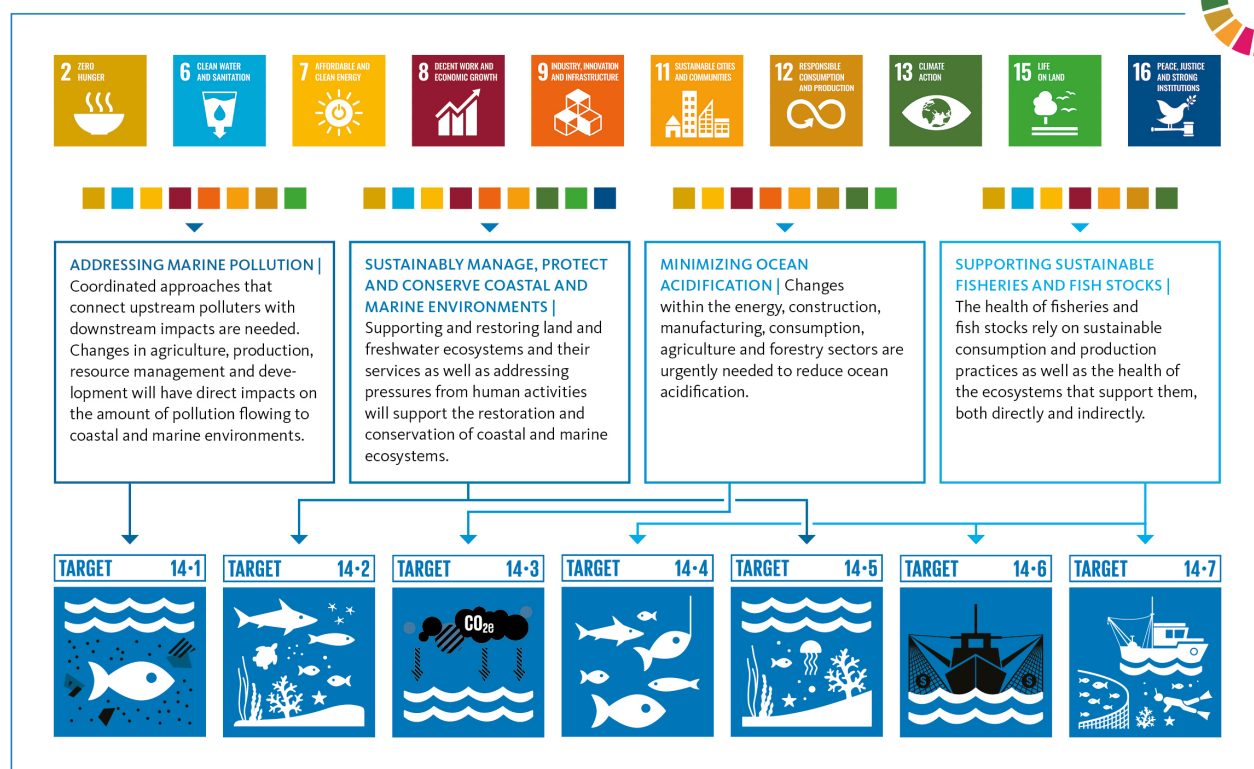 2 ZERO
HUNGER
6 CLEAN WATER
AND SANITATION
7 AFFORDABLE AND
CLEAN ENERGY
8 DECENT WORK AND
ECONOMIC GROWTH
9 INDUSTRY, INNOVATION
AND INFRASTRUCTURE
11 SUSTAINABLE CITIES
AND COMMUNITIES
12 RESPONSIBLE
CONSUMPTION
AND PRODUCTION
13 CLIMATE
ACTION
15 LIFE
ON LAND
16 PEACE, JUSTICE
AND STRONG
INSTITUTIONS
ADDRESSING MARINE POLLUTION |
Coordinated approaches that
connect upstream polluters with
downstream impacts are needed.
Changes in agriculture, production,
resource management and deve-
lopment will have direct impacts on
the amount of pollution flowing to
coastal and marine environments.
SUSTAINABLY MANAGE, PROTECT
AND CONSERVE COASTAL AND
MARINE ENVIRONMENTS |
Supporting and restoring land and
freshwater ecosystems and their
services as well as addressing
pressures from human activities
will support the restoration and
conservation of coastal and marine
ecosystems.
MINIMIZING OCEAN
ACIDIFICATION | Changes
within the energy, construction,
manufacturing, consumption,
agriculture and forestry sectors are
urgently needed to reduce ocean
acidification.
SUPPORTING SUSTAINABLE
FISHERIES AND FISH STOCKS |
The health of fisheries and
fish stocks rely on sustainable
consumption and production
practices as well as the health of
the ecosystems that support them,
both directly and indirectly.
TARGET 14·1
TARGET 14·2
TARGET 14·3
TARGET 14·4
TARGET 14·5
TARGET 14·6
TARGET 14·7
CO2e
$ $